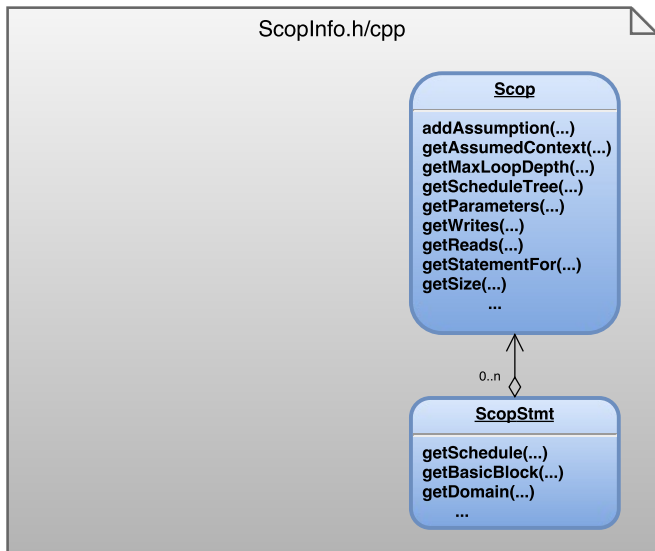 ScopInfo.h/cpp
Scop
addAssumption(...)
getAssumedContext(...)
getMaxLoopDepth(...)
getScheduleTree(...)
getParameters(...)
getWrites(...)
getReads(...)
getStatementFor(...)
getSize(...)
...
0..n
ScopStmt
getSchedule(...)
getBasicBlock(...)
getDomain(...)
...